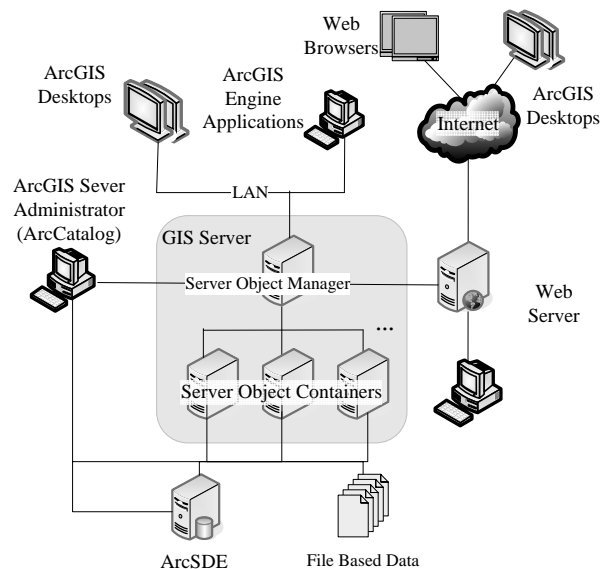 Web
Browsers
ArcGIS
Desktops
ArcGIS
Engine
Applications
Internet
ArcGIS
Desktops
LAN
ArcGIS Sever
Administrator
(ArcCatalog)
GIS Server
Server Object Manager
Web
Server
...
Server Object Containers
ArcSDE
File Based Data